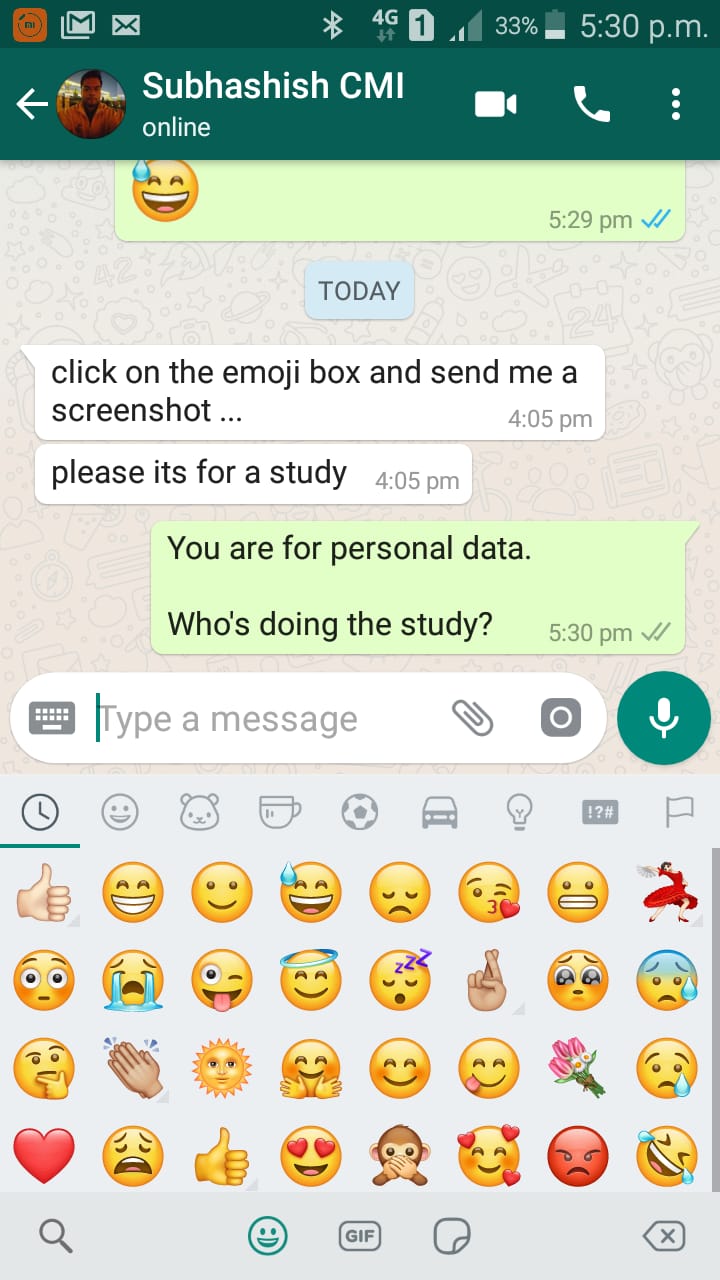 4G 1 33% 5:30 p.m.
Subhashish CMI
online
5:29 pm
TODAY
click on the emoji box and send me a
screenshot ...
4:05 pm
please its for a study 4:05 pm
You are for personal data.
Who's doing the study? 5:30 pm
Type a message
!?#
GIF